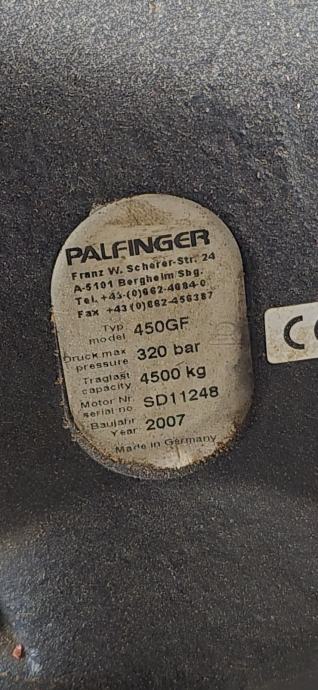 PALFINGER
Franz W. Scherer-Str. 24
A-5101 Bergheim Sbg.
Tel. +43-(0)662-4684-0
Fax +43 (0)662-456387
Typ
model 450GF
Druck max
pressure 320 bar
Traglast
capacity 4500 kg
Motor Nr.
serial no SD11248
Baujahr
Year 2007
Made in Germany
C